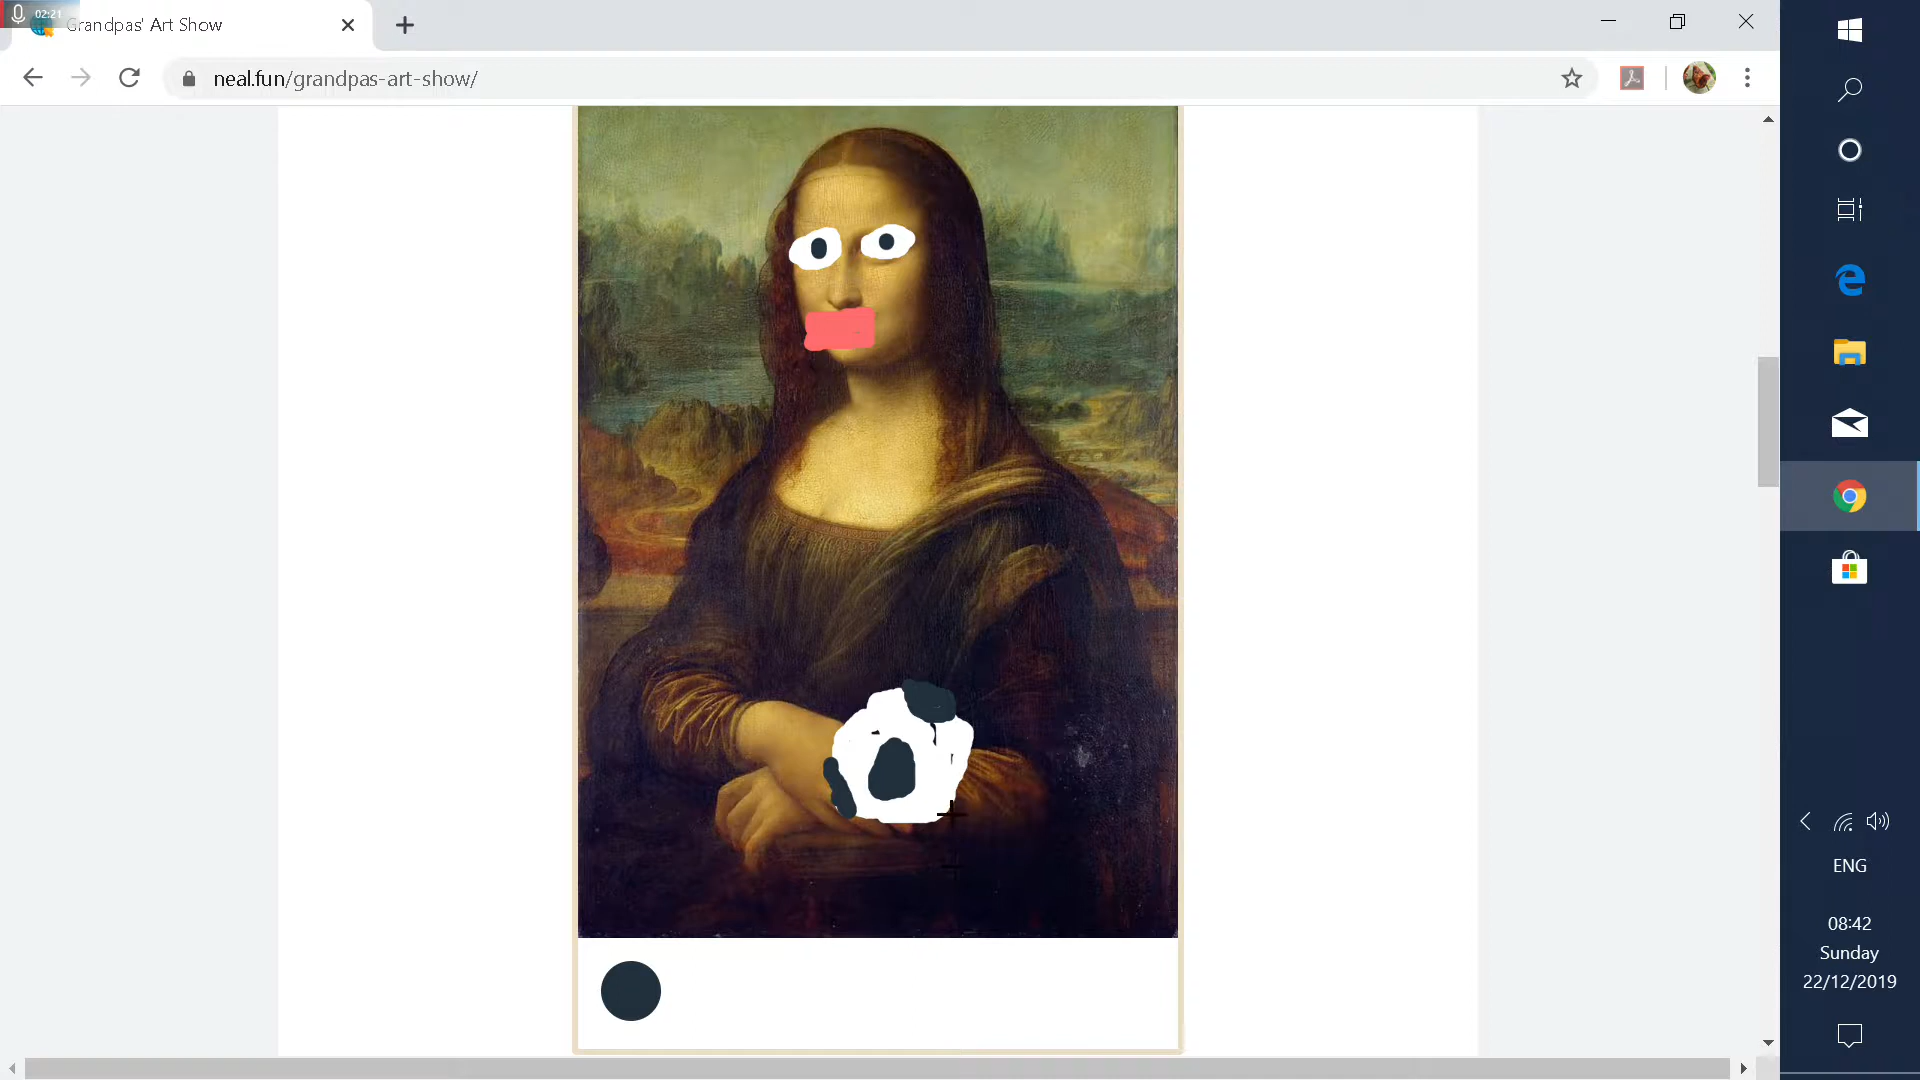 02:21
Grandpas' Art Show
neal.fun/grandpas-art-show/
ENG
08:42
Sunday
22/12/2019